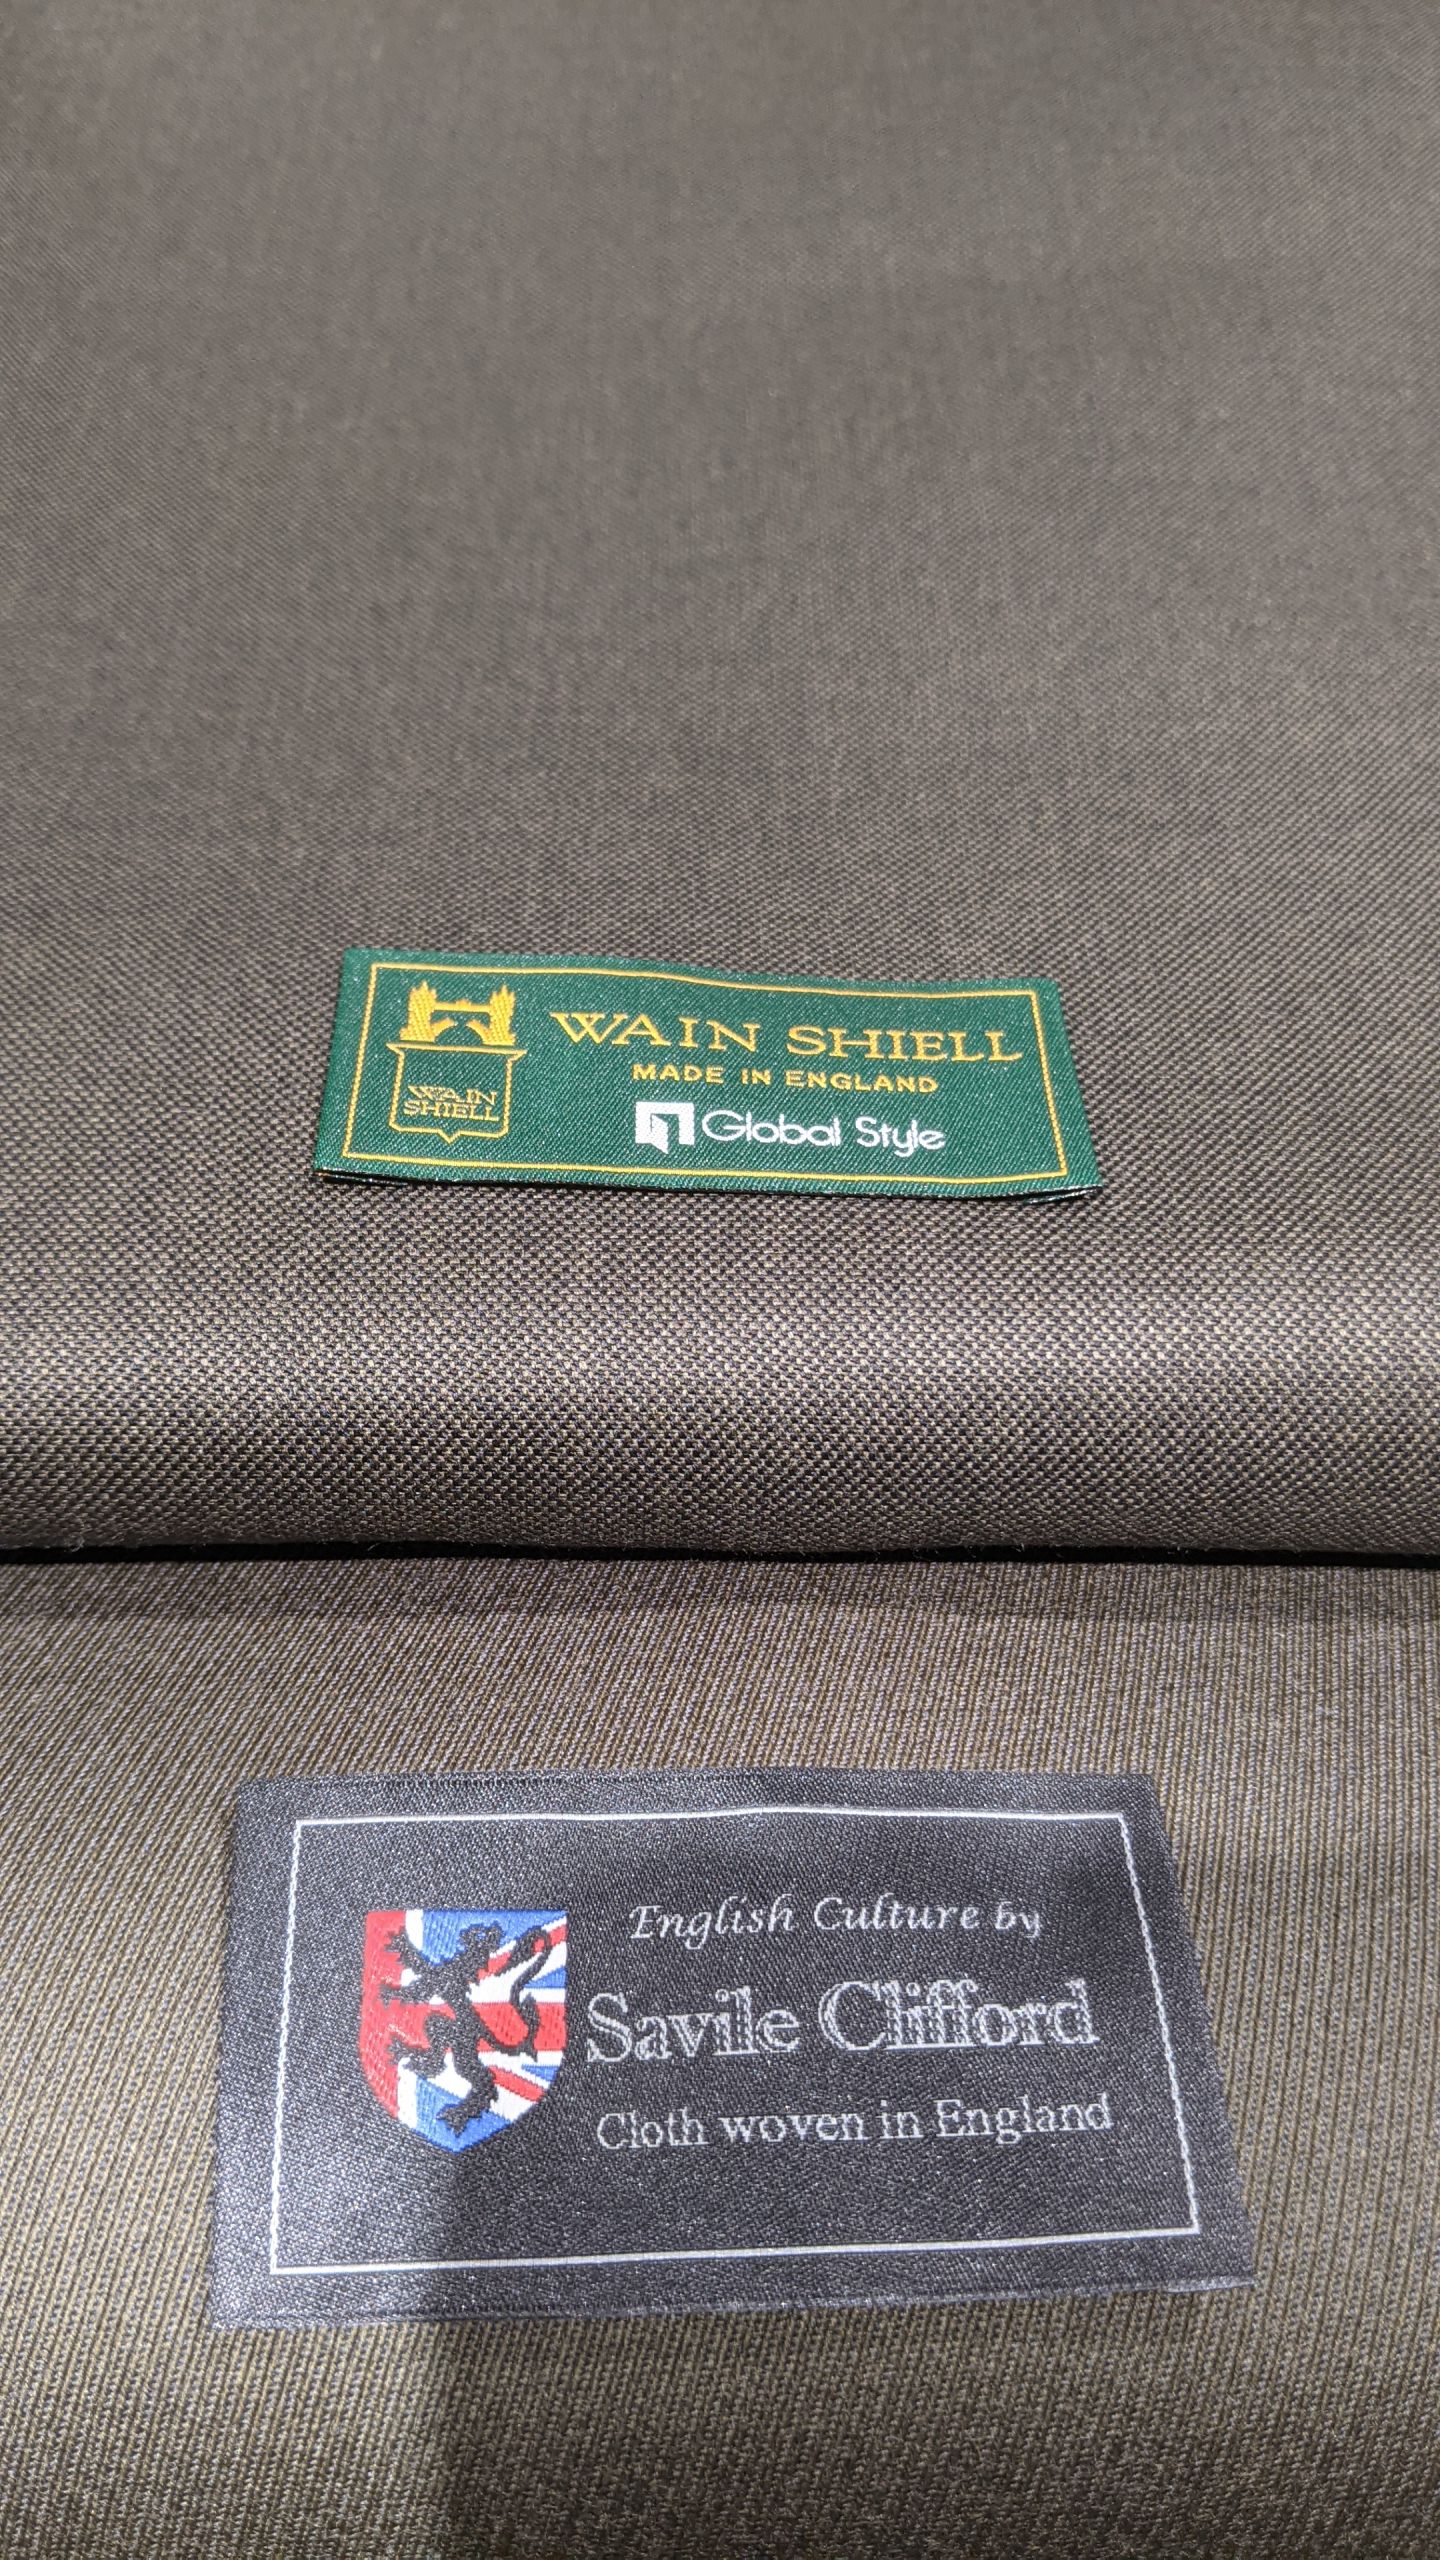 WAIN SHIELL
MADE IN ENGLAND
Global Style
WAIN
SHIELL
English Culture by
Savile Clifford
Cloth woven in England